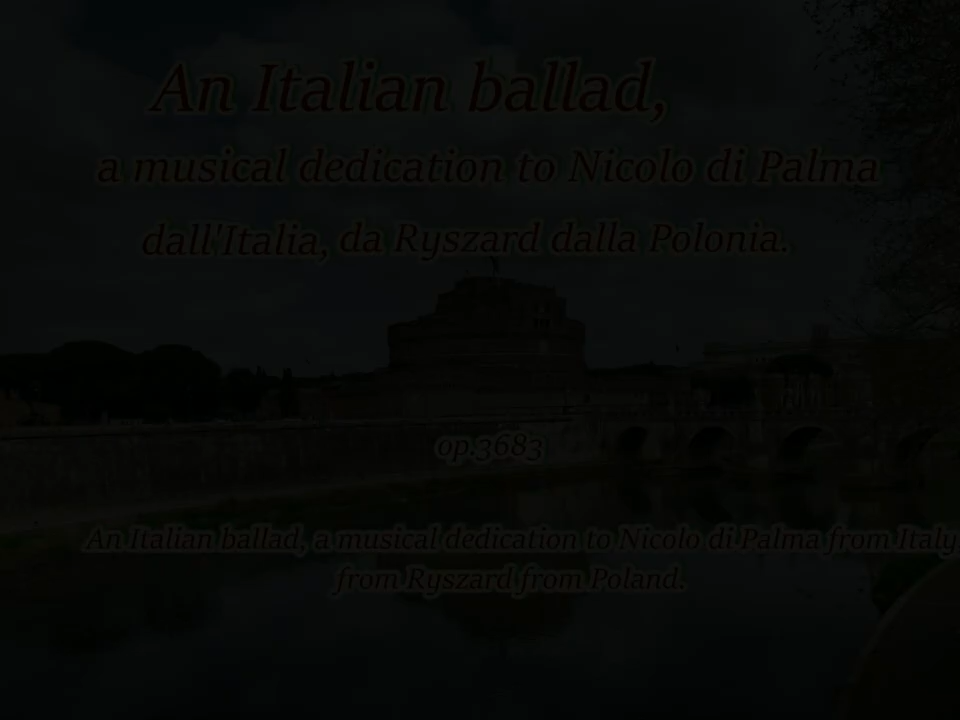 An Italian ballad,
a musical dedication to Nicolo di Palma
dall'Italia, da Ryszard dalla Polonia.
op.3683
An Italian ballad, a musical dedication to Nicolo di Palma from Italy,
from Ryszard from Poland.